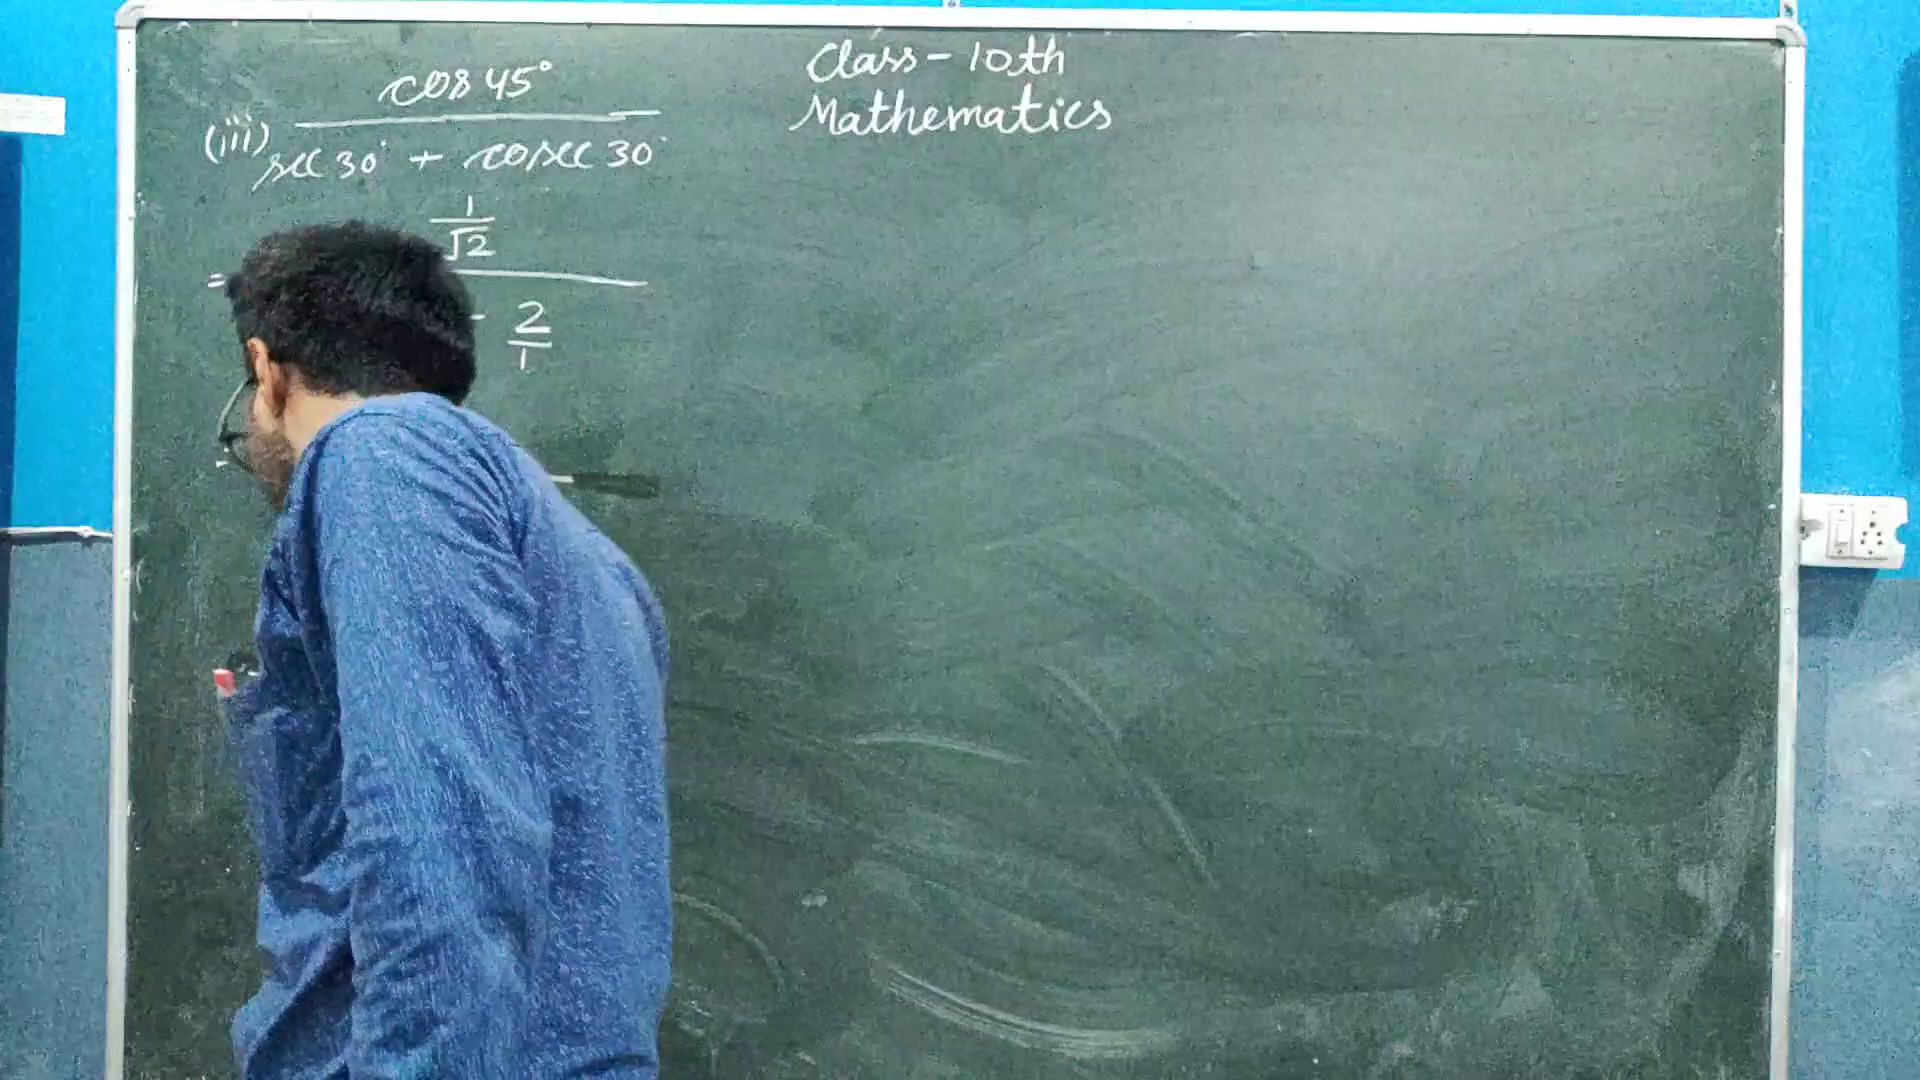 cos 45°
(iii) sec 30° + cosec 30°
Class - 10th
Mathematics
1
√2
=
2
1